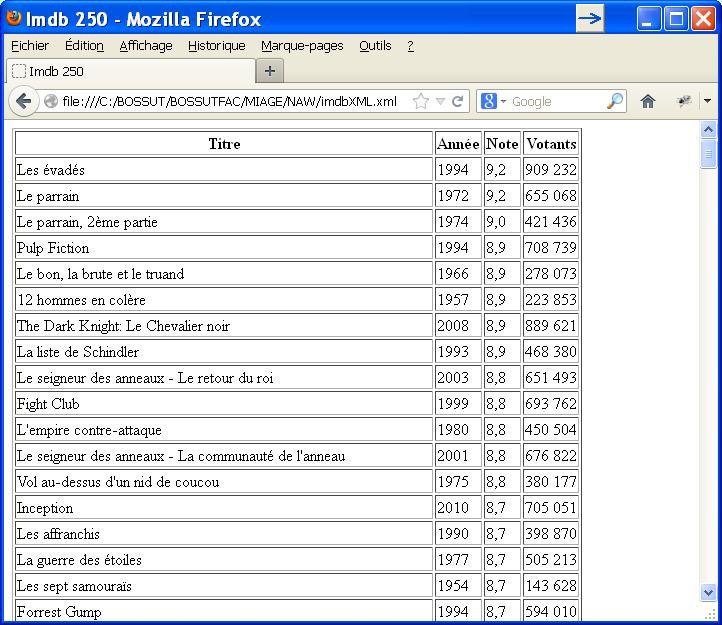 Imdb 250 - Mozilla Firefox
Fichier Édition Affichage Historique Marque-pages Outils ?
Imdb 250
file:///C:/BOSSUT/BOSSUTFAC/MIAGE/NAW/imdbXML.xml Google
Titre Année Note Votants
Les évadés 1994 9,2 909 232
Le parrain 1972 9,2 655 068
Le parrain, 2ème partie 1974 9,0 421 436
Pulp Fiction 1994 8,9 708 739
Le bon, la brute et le truand 1966 8,9 278 073
12 hommes en colère 1957 8,9 223 853
The Dark Knight: Le Chevalier noir 2008 8,9 889 621
La liste de Schindler 1993 8,9 468 380
Le seigneur des anneaux - Le retour du roi 2003 8,8 651 493
Fight Club 1999 8,8 693 762
L'empire contre-attaque 1980 8,8 450 504
Le seigneur des anneaux - La communauté de l'anneau 2001 8,8 676 822
Vol au-dessus d'un nid de coucou 1975 8,8 380 177
Inception 2010 8,7 705 051
Les affranchis 1990 8,7 398 870
La guerre des étoiles 1977 8,7 505 213
Les sept samouraïs 1954 8,7 143 628
Forrest Gump 1994 8,7 594 010